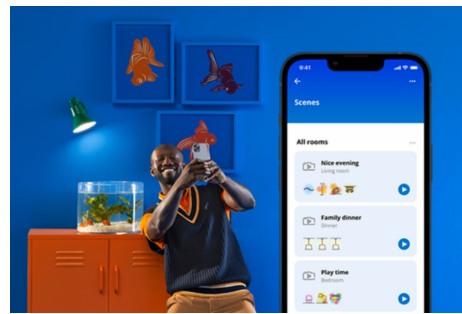 9:41
Scenes
All rooms
Nice evening
Living room
Family dinner
Dinner
Play time
Bedroom